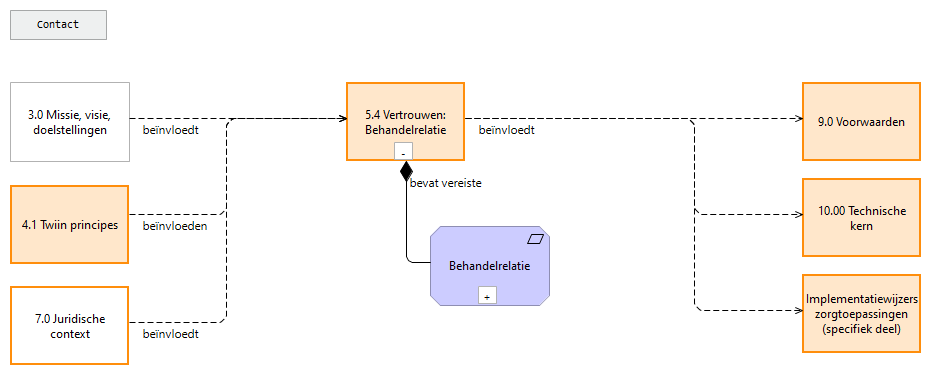 Contact
3.0 Missie, visie,
doelstellingen
beïnvloedt
5.4 Vertrouwen:
Behandelrelatie
-
beïnvloedt
9.0 Voorwaarden
bevat vereiste
4.1 Twiin principes
beïnvloeden
10.00 Technische
kern
Behandelrelatie
+
7.0 Juridische
context
beïnvloedt
Implementatiewijzers
zorgtoepassingen
(specifiek deel)